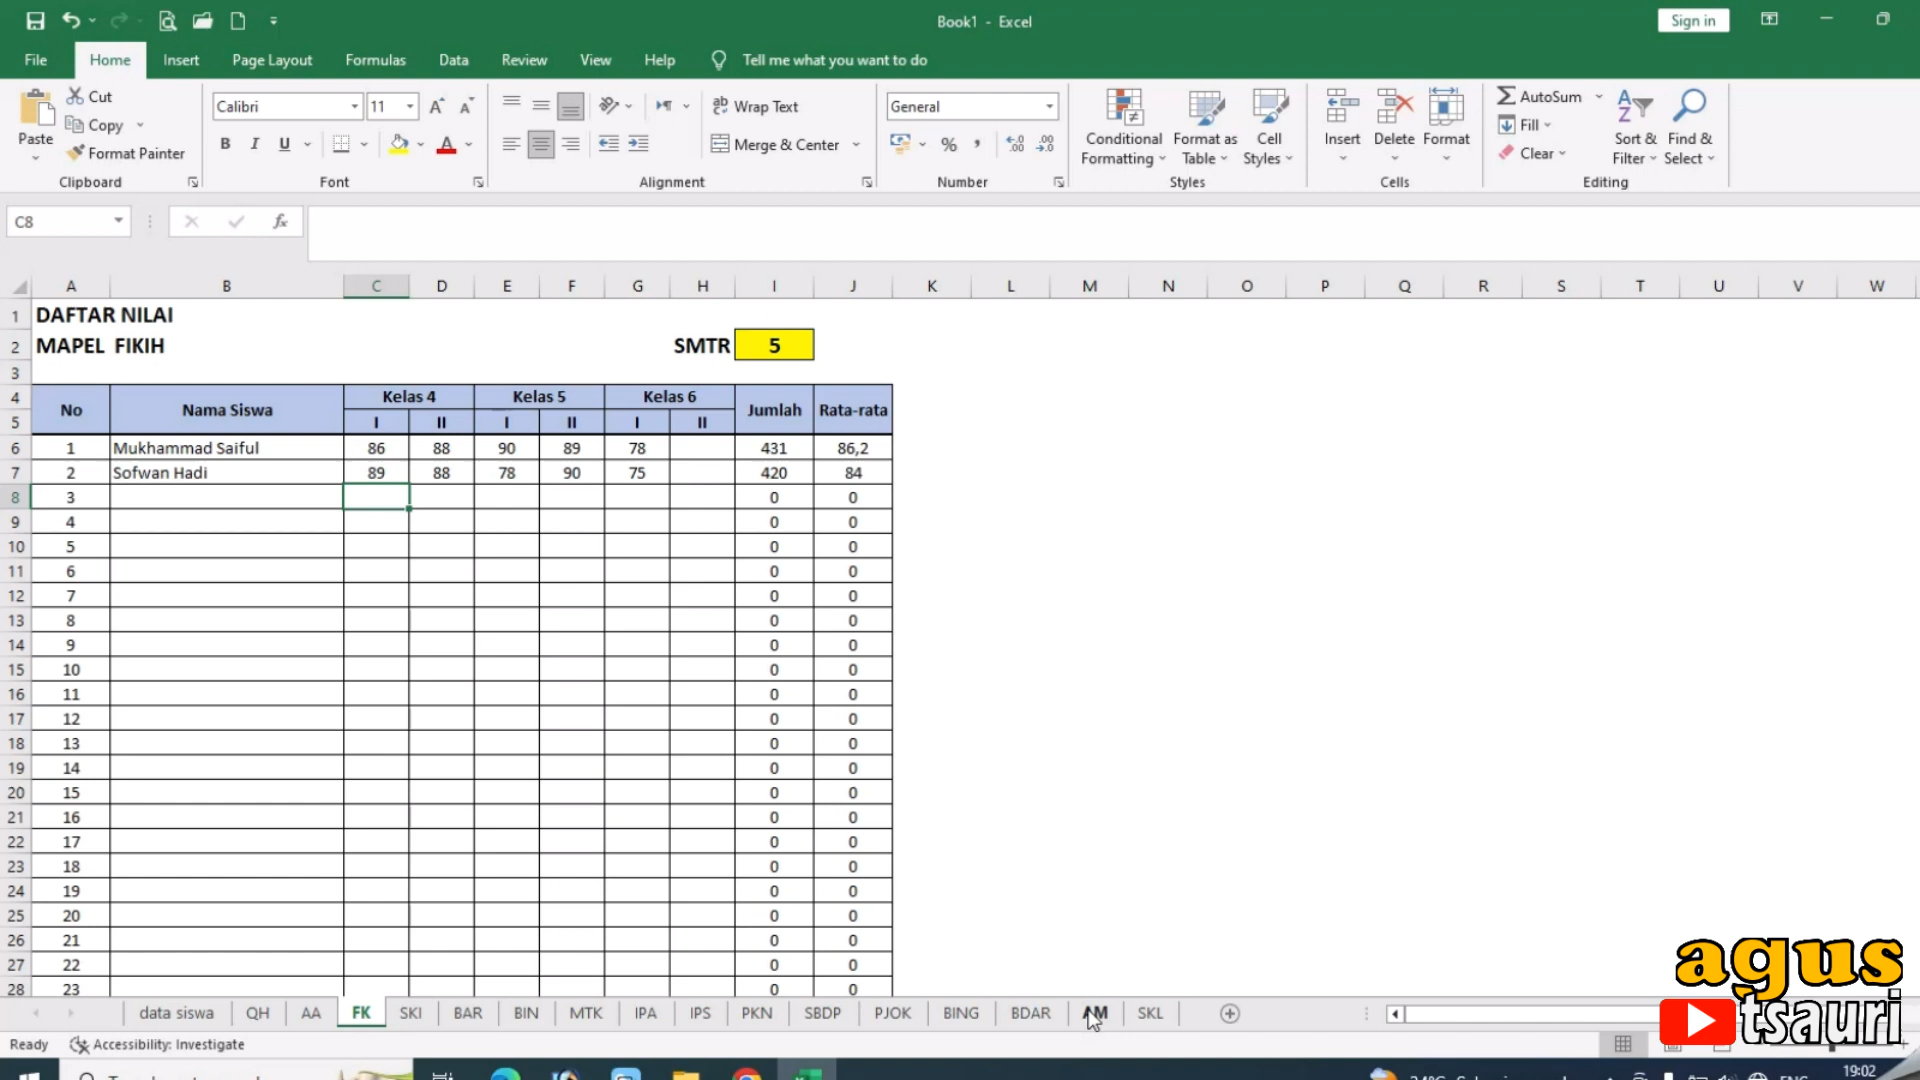 Book1 - Excel
Sign in
File Home Insert Page Layout Formulas Data Review View Help Tell me what you want to do
Paste
Cut
Copy
Format Painter
Clipboard
Calibri 11
B I U
Font
Wrap Text
Merge & Center
Alignment
General
%
Number
Conditional Formatting
Format as Table
Cell Styles
Styles
Insert Delete Format
Cells
AutoSum
Fill
Clear
Sort & Filter
Find & Select
Editing
C8
fx
A B C D E F G H I J K L M N O P Q R S T U V W
1 DAFTAR NILAI
2 MAPEL FIKIH SMTR 5
3
4 No Nama Siswa Kelas 4 Kelas 5 Kelas 6 Jumlah Rata-rata
5 I II I II I II
6 1 Mukhammad Saiful 86 88 90 89 78 431 86,2
7 2 Sofwan Hadi 89 88 78 90 75 420 84
8 3 0 0
9 4 0 0
10 5 0 0
11 6 0 0
12 7 0 0
13 8 0 0
14 9 0 0
15 10 0 0
16 11 0 0
17 12 0 0
18 13 0 0
19 14 0 0
20 15 0 0
21 16 0 0
22 17 0 0
23 18 0 0
24 19 0 0
25 20 0 0
26 21 0 0
27 22 0 0
28 23 0 0
agus
tsauri
data siswa QH AA FK SKI BAR BIN MTK IPA IPS PKN SBDP PJOK BING BDAR AM SKL
Ready Accessibility: Investigate
19:02